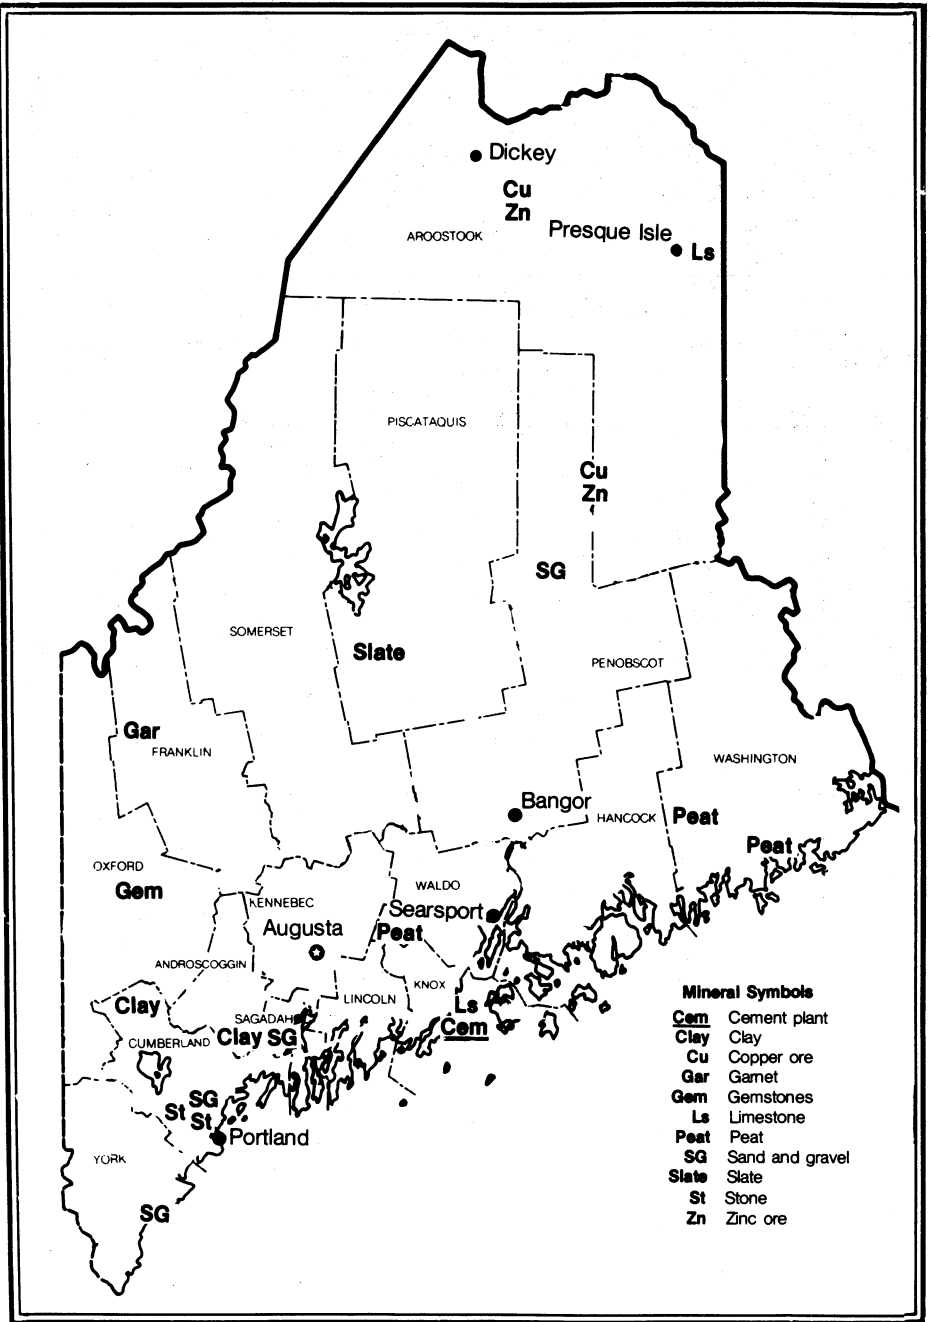 Dickey
Cu
Zn
Presque Isle
AROOSTOOK
Ls
PISCATAQUIS
Cu
Zn
SG
SOMERSET
Slate
PENOBSCOT
Gar
FRANKLIN
WASHINGTON
Bangor
HANCOCK
Peat
Peat
OXFORD
Gem
WALDO
KENNEBEC
Searsport
Augusta
Peat
ANDROSCOGGIN
KNOX
LINCOLN
Clay
Ls
SAGADAHOC
Cem
CUMBERLAND
Clay SG
SG
St
St
Portland
YORK
SG
Mineral Symbols
Cem Cement plant
Clay Clay
Cu Copper ore
Gar Garnet
Gem Gemstones
Ls Limestone
Peat Peat
SG Sand and gravel
Slate Slate
St Stone
Zn Zinc ore